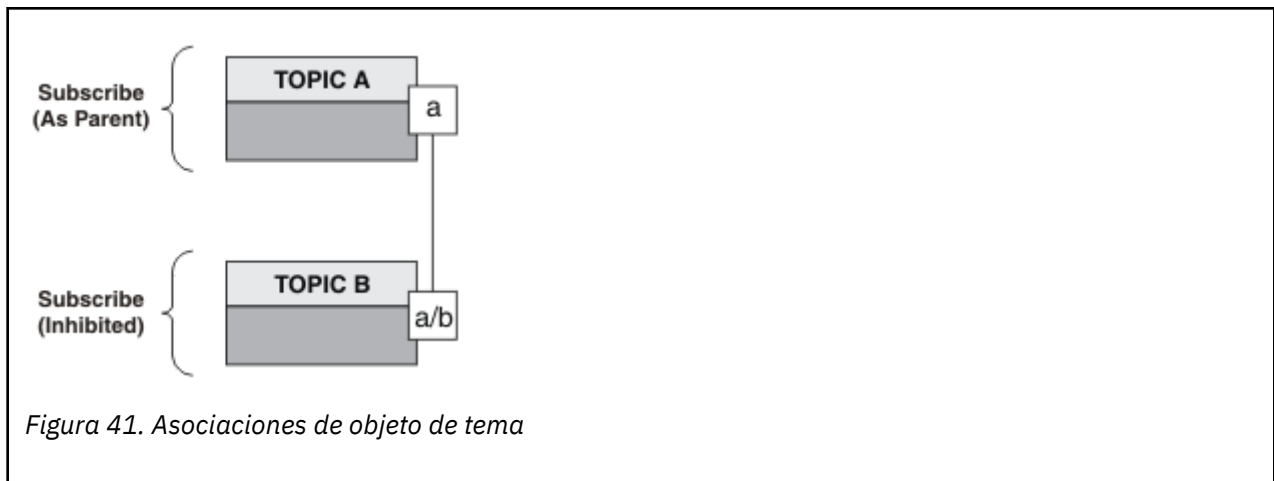 Subscribe
(As Parent)
TOPIC A
a
Subscribe
(Inhibited)
TOPIC B
a/b
Figura 41. Asociaciones de objeto de tema